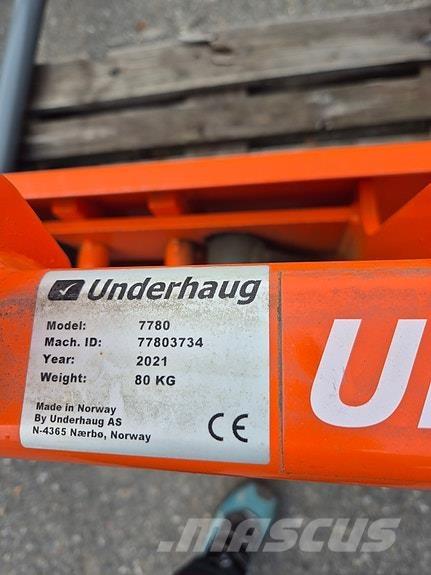 Underhaug
Model: 7780
Mach. ID: 77803734
Year: 2021
Weight: 80 KG
Made in Norway
By Underhaug AS
N-4365 Nærbø, Norway
CE
U
MASCUS